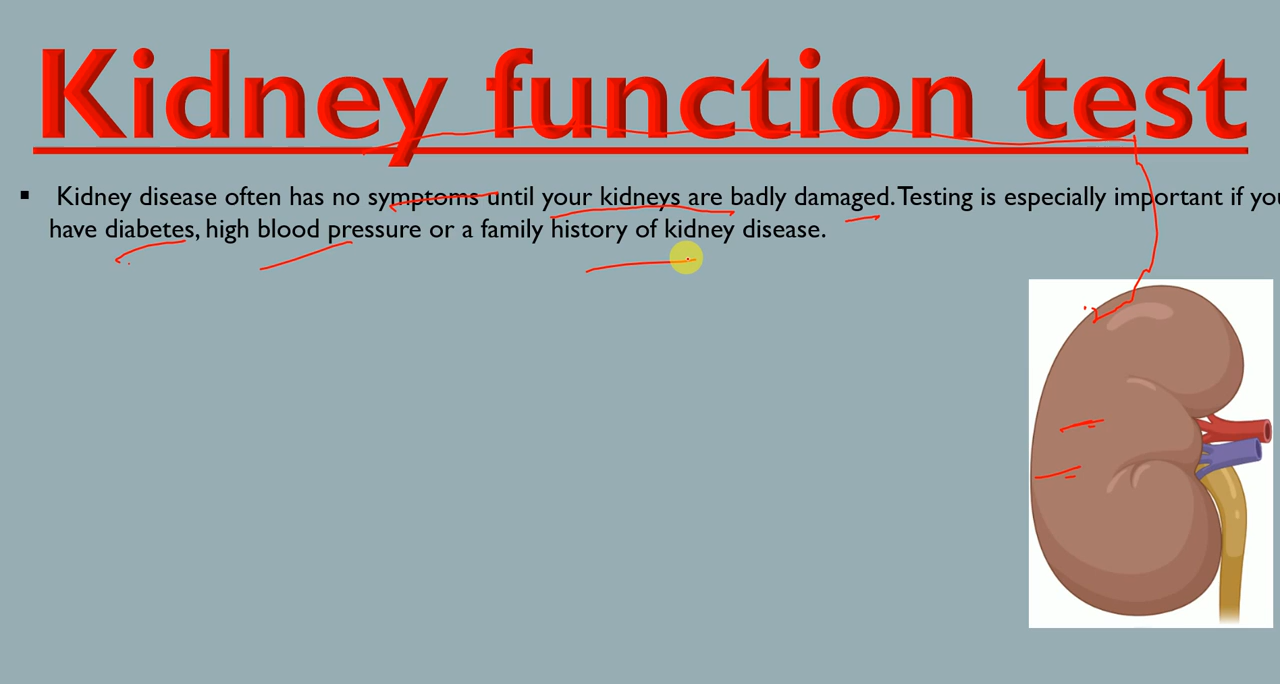 Kidney function test
▪ Kidney disease often has no symptoms until your kidneys are badly damaged. Testing is especially important if you
have diabetes, high blood pressure or a family history of kidney disease.